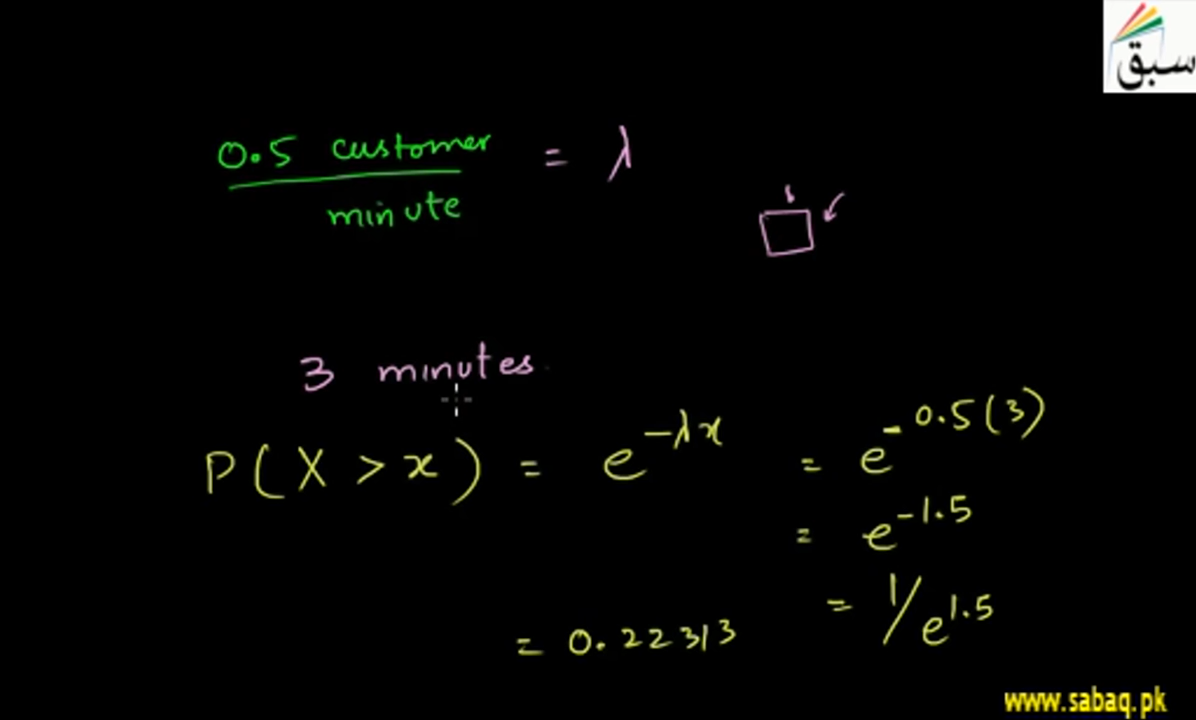 سبق
0.5 customer
minute
= λ
3 minutes
P(X > x) = e^{-λx} = e^{-0.5(3)}
= e^{-1.5}
= 1/e^{1.5}
= 0.22313
www.sabaq.pk